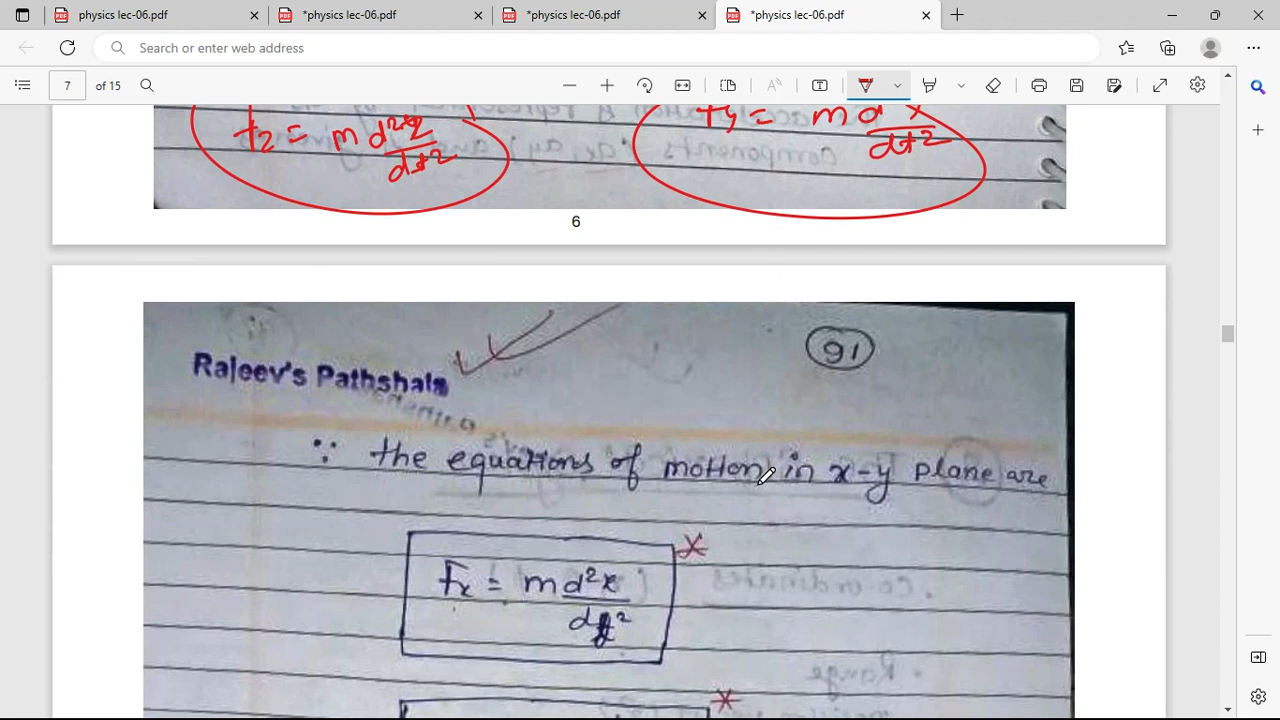 physics lec-06.pdf
*physics lec-06.pdf
*physics lec-06.pdf
*physics lec-06.pdf
Search or enter web address
7 of 15
Fz = m d²z/dt²
Fy = m d²y/dt²
components
6
91
Rajeev's Pathshala
∵ the equations of motion in x-y plane are
Fx = m d²x/dt²